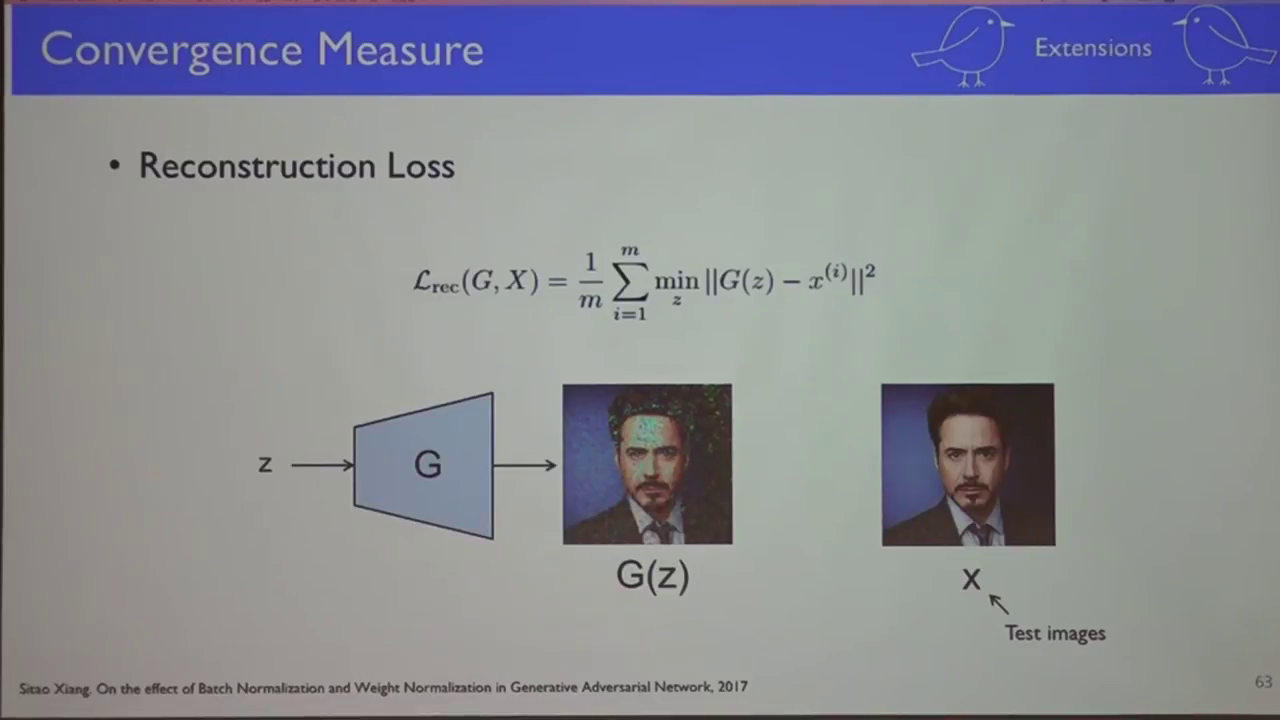 Convergence Measure
Extensions
• Reconstruction Loss
$\mathcal{L}_{\text{rec}}(G, X) = \frac{1}{m} \sum_{i=1}^{m} \min_{z} ||G(z) - x^{(i)}||^2$
z
G
G(z)
x
Test images
Sitao Xiang. On the effect of Batch Normalization and Weight Normalization in Generative Adversarial Network, 2017
63